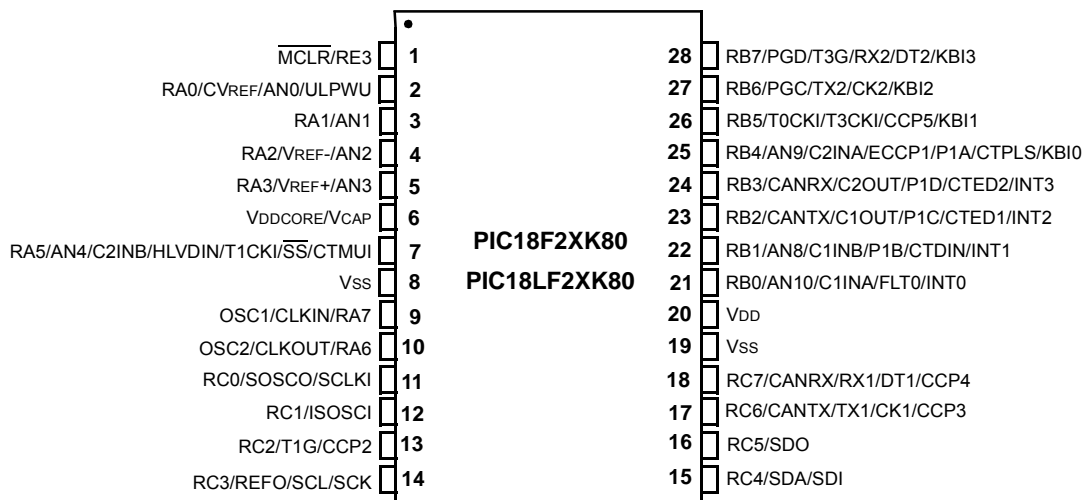 MCLR/RE3 1
RA0/CVREF/AN0/ULPWU 2
RA1/AN1 3
RA2/VREF-/AN2 4
RA3/VREF+/AN3 5
VDDCORE/VCAP 6
RA5/AN4/C2INB/HLVDIN/T1CKI/SS/CTMUI 7
VSS 8
OSC1/CLKIN/RA7 9
OSC2/CLKOUT/RA6 10
RC0/SOSCO/SCLKI 11
RC1/ISOSCI 12
RC2/T1G/CCP2 13
RC3/REFO/SCL/SCK 14
PIC18F2XK80
PIC18LF2XK80
28 RB7/PGD/T3G/RX2/DT2/KBI3
27 RB6/PGC/TX2/CK2/KBI2
26 RB5/T0CKI/T3CKI/CCP5/KBI1
25 RB4/AN9/C2INA/ECCP1/P1A/CTPLS/KBI0
24 RB3/CANRX/C2OUT/P1D/CTED2/INT3
23 RB2/CANTX/C1OUT/P1C/CTED1/INT2
22 RB1/AN8/C1INB/P1B/CTDIN/INT1
21 RB0/AN10/C1INA/FLT0/INT0
20 VDD
19 VSS
18 RC7/CANRX/RX1/DT1/CCP4
17 RC6/CANTX/TX1/CK1/CCP3
16 RC5/SDO
15 RC4/SDA/SDI